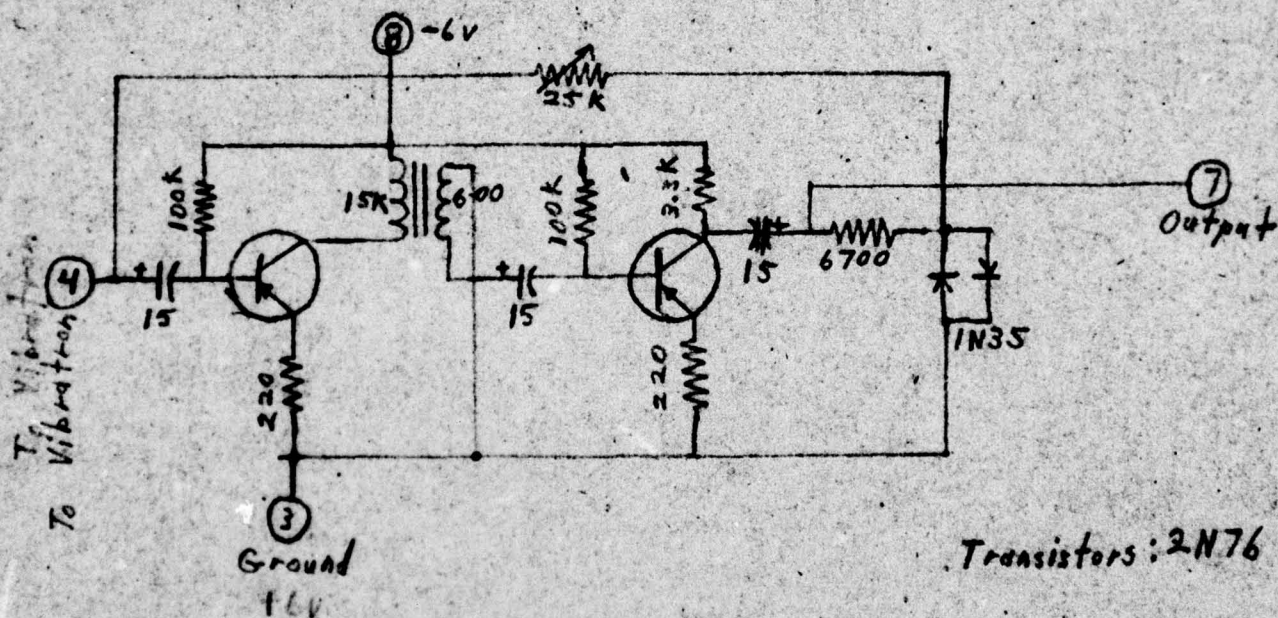 8 -6v
25K
100K
15K
600
100K
3.3K
7
Output
4
15
15
15
6700
1N35
220
220
To Vibratron
3
Ground
Transistors: 2N76